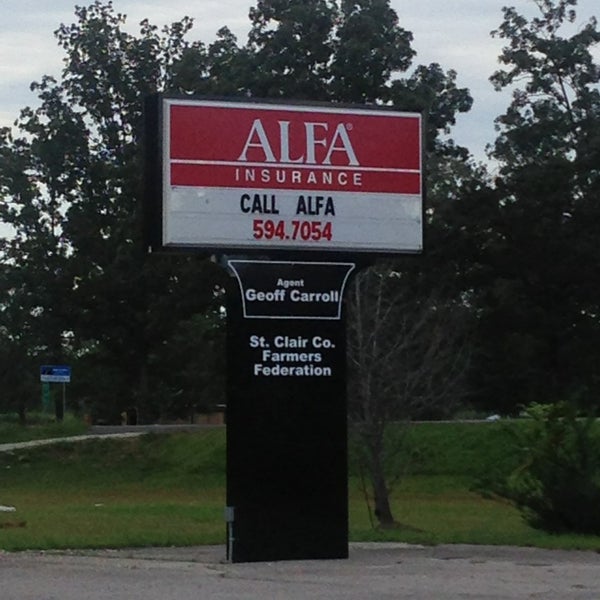 ALFA®
INSURANCE
CALL ALFA
594.7054
Agent
Geoff Carroll
St. Clair Co.
Farmers
Federation